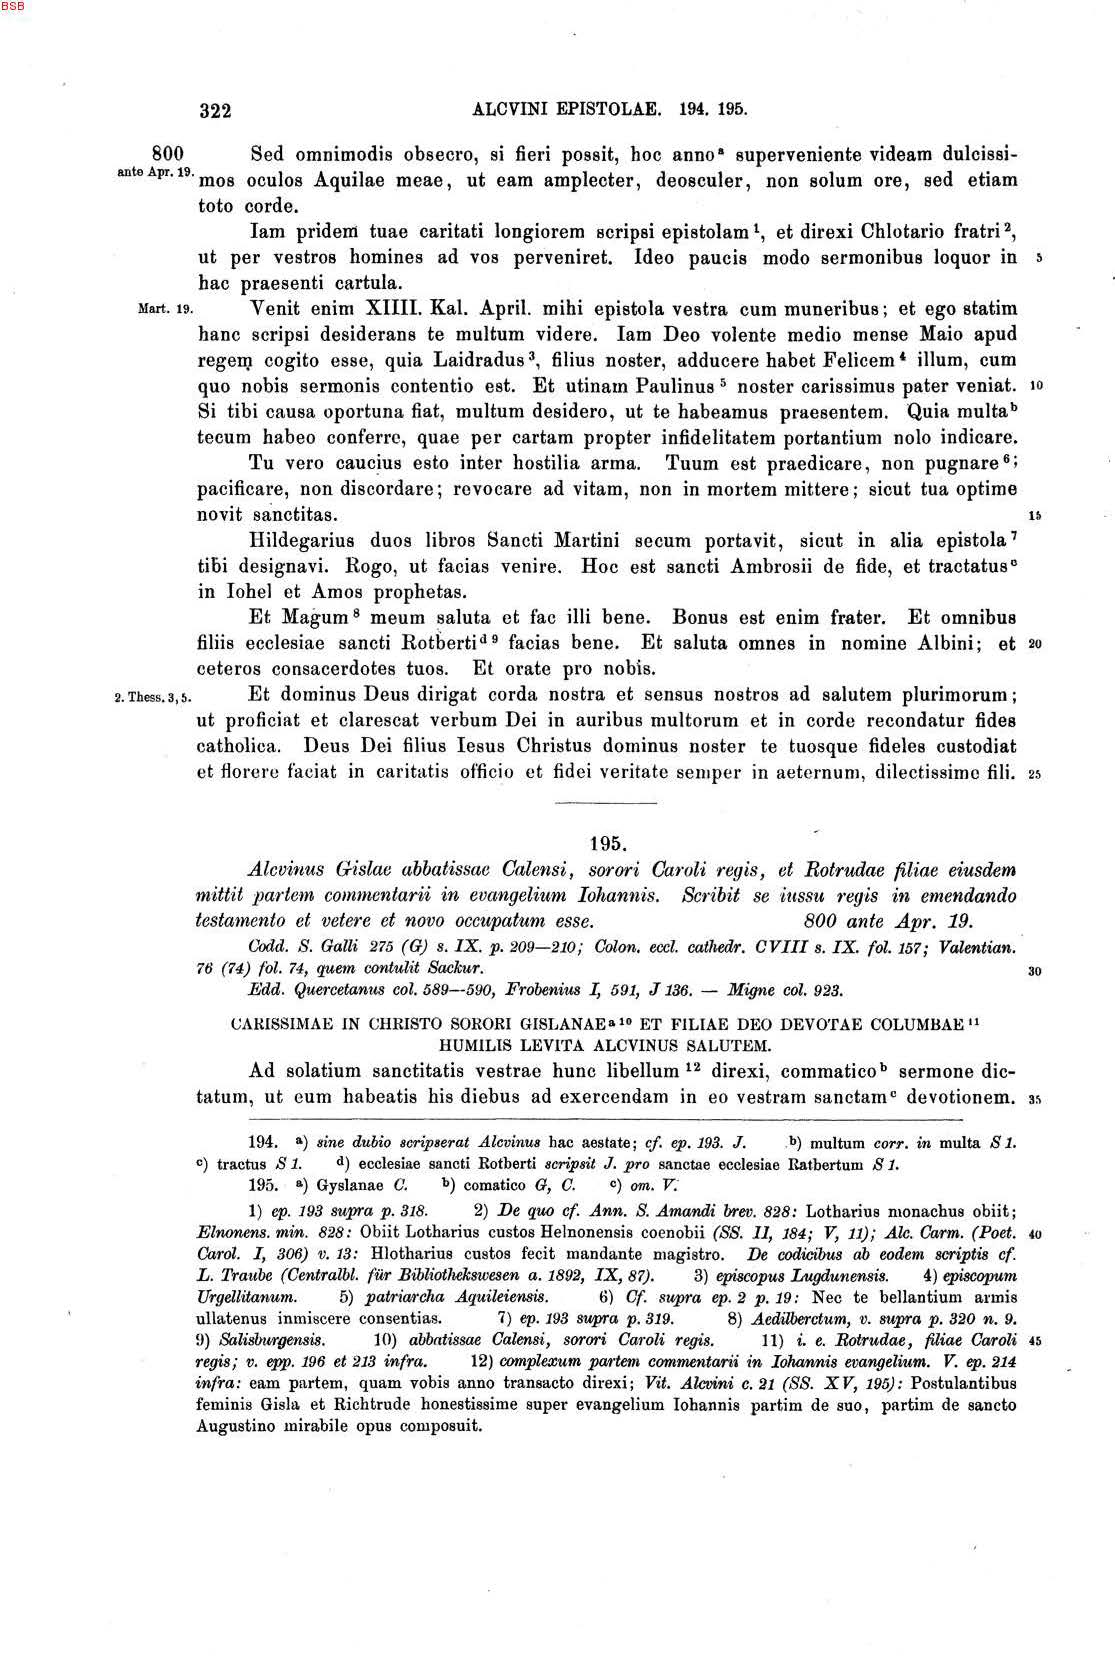 BSB
322 ALCVINI EPISTOLAE. 194. 195.
800 Sed omnimodis obsecro, si fieri possit, hoc annoᵃ superveniente videam dulcissi-
ante Apr. 19. mos oculos Aquilae meae, ut eam amplecter, deosculer, non solum ore, sed etiam
toto corde.
Iam pridem tuae caritati longiorem scripsi epistolam¹, et direxi Chlotario fratri²,
ut per vestros homines ad vos perveniret. Ideo paucis modo sermonibus loquor in 5
hac praesenti cartula.
Mart. 19. Venit enim XIIII. Kal. April. mihi epistola vestra cum muneribus; et ego statim
hanc scripsi desiderans te multum videre. Iam Deo volente medio mense Maio apud
regem cogito esse, quia Laidradus³, filius noster, adducere habet Felicem⁴ illum, cum
quo nobis sermonis contentio est. Et utinam Paulinus⁵ noster carissimus pater veniat. 10
Si tibi causa oportuna fiat, multum desidero, ut te habeamus praesentem. Quia multaᵇ
tecum habeo conferre, quae per cartam propter infidelitatem portantium nolo indicare.
Tu vero caucius esto inter hostilia arma. Tuum est praedicare, non pugnare⁶;
pacificare, non discordare; revocare ad vitam, non in mortem mittere; sicut tua optime
novit sanctitas. 15
Hildegarius duos libros Sancti Martini secum portavit, sicut in alia epistola⁷
tibi designavi. Rogo, ut facias venire. Hoc est sancti Ambrosii de fide, et tractatusᶜ
in Iohel et Amos prophetas.
Et Magum⁸ meum saluta et fac illi bene. Bonus est enim frater. Et omnibus
filiis ecclesiae sancti Rotbertiᵈ ⁹ facias bene. Et saluta omnes in nomine Albini; et 20
ceteros consacerdotes tuos. Et orate pro nobis.
2. Thess. 3, 5. Et dominus Deus dirigat corda nostra et sensus nostros ad salutem plurimorum;
ut proficiat et clarescat verbum Dei in auribus multorum et in corde recondatur fides
catholica. Deus Dei filius Iesus Christus dominus noster te tuosque fideles custodiat
et florere faciat in caritatis officio et fidei veritate semper in aeternum, dilectissime fili. 25
195.
Alcvinus Gislae abbatissae Calensi, sorori Caroli regis, et Rotrudae filiae eiusdem
mittit partem commentarii in evangelium Iohannis. Scribit se iussu regis in emendando
testamento et vetere et novo occupatum esse. 800 ante Apr. 19.
Codd. S. Galli 275 (G) s. IX. p. 209—210; Colon. eccl. cathedr. CVIII s. IX. fol. 157; Valentian.
76 (74) fol. 74, quem contulit Sackur. 30
Edd. Quercetanus col. 589—590, Frobenius I, 591, J 136. — Migne col. 923.
CARISSIMAE IN CHRISTO SORORI GISLANAEᵃ ¹⁰ ET FILIAE DEO DEVOTAE COLUMBAE¹¹
HUMILIS LEVITA ALCVINUS SALUTEM.
Ad solatium sanctitatis vestrae hunc libellum¹² direxi, commaticoᵇ sermone dic-
tatum, ut eum habeatis his diebus ad exercendam in eo vestram sanctamᶜ devotionem. 35
194. ᵃ) sine dubio scripserat Alcvinus hac aestate; cf. ep. 193. J. ᵇ) multum corr. in multa S 1.
ᶜ) tractus S 1. ᵈ) ecclesiae sancti Rotberti scripsit J. pro sanctae ecclesiae Ratbertum S 1.
195. ᵃ) Gyslanae C. ᵇ) comatico G, C. ᶜ) om. V.
1) ep. 193 supra p. 318. 2) De quo cf. Ann. S. Amandi brev. 828: Lotharius monachus obiit;
Elnonens. min. 828: Obiit Lotharius custos Helnonensis coenobii (SS. II, 184; V, 11); Alc. Carm. (Poet. 40
Carol. I, 306) v. 13: Hlotharius custos fecit mandante magistro. De codicibus ab eodem scriptis cf.
L. Traube (Centralbl. für Bibliothekswesen a. 1892, IX, 87). 3) episcopus Lugdunensis. 4) episcopum
Urgellitanum. 5) patriarcha Aquileiensis. 6) Cf. supra ep. 2 p. 19: Nec te bellantium armis
ullatenus inmiscere consentias. 7) ep. 193 supra p. 319. 8) Aedilberctum, v. supra p. 320 n. 9.
9) Salisburgensis. 10) abbatissae Calensi, sorori Caroli regis. 11) i. e. Rotrudae, filiae Caroli 45
regis; v. epp. 196 et 213 infra. 12) complexum partem commentarii in Iohannis evangelium. V. ep. 214
infra: eam partem, quam vobis anno transacto direxi; Vit. Alcvini c. 21 (SS. XV, 195): Postulantibus
feminis Gisla et Richtrude honestissime super evangelium Iohannis partim de suo, partim de sancto
Augustino mirabile opus composuit.